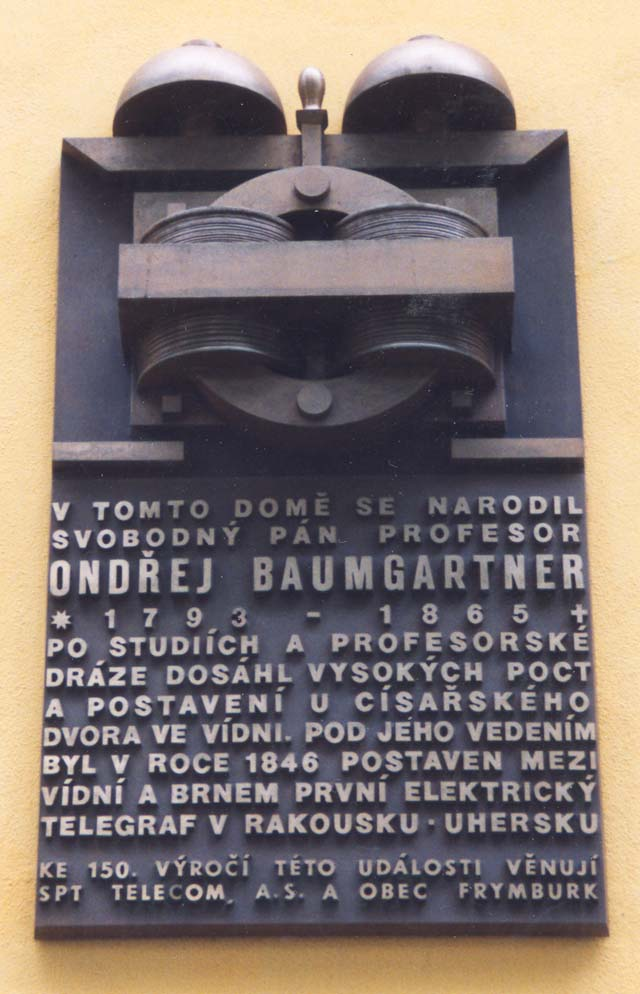 V TOMTO DOMĚ SE NARODIL
SVOBODNÝ PÁN PROFESOR
ONDŘEJ BAUMGARTNER
* 1793 - 1865 †
PO STUDIÍCH A PROFESORSKÉ
DRÁZE DOSÁHL VYSOKÝCH POCT
A POSTAVENÍ U CÍSAŘSKÉHO
DVORA VE VÍDNI. POD JEHO VEDENÍM
BYL V ROCE 1846 POSTAVEN MEZI
VÍDNÍ A BRNEM PRVNÍ ELEKTRICKÝ
TELEGRAF V RAKOUSKU - UHERSKU
KE 150. VÝROČÍ TÉTO UDÁLOSTI VĚNUJÍ
SPT TELECOM, A.S. A OBEC FRYMBURK